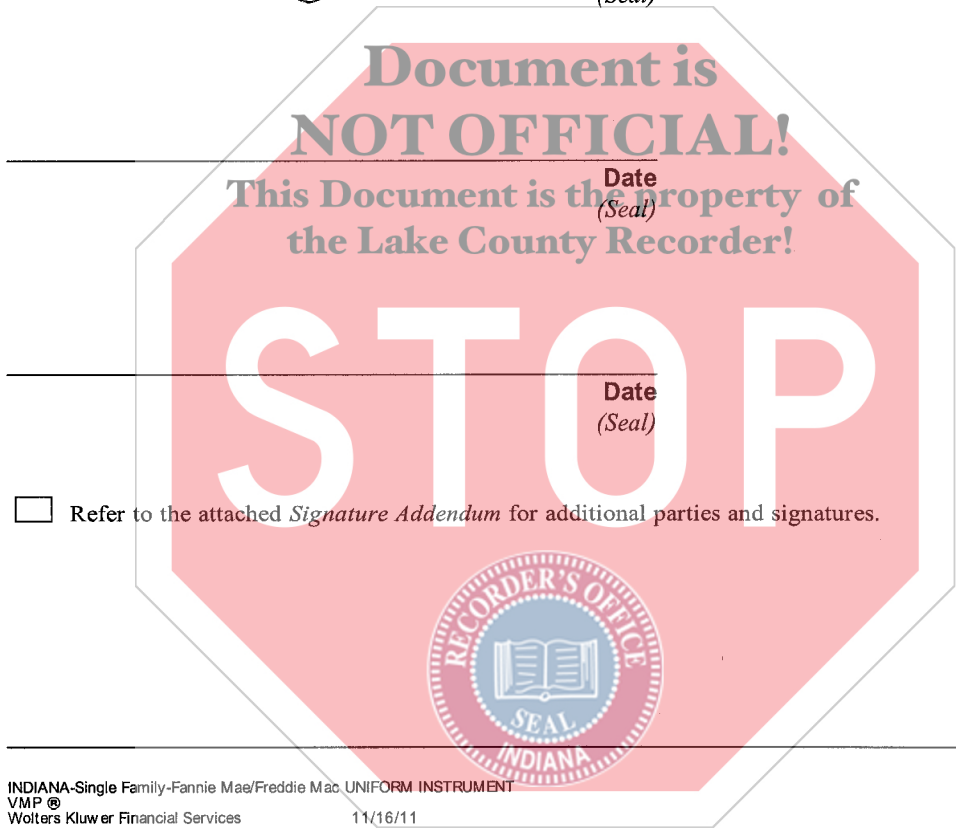 (Seal)
Document is
NOT OFFICIAL!
Date
This Document is the property of
(Seal)
the Lake County Recorder!
STOP
Date
(Seal)
Refer to the attached Signature Addendum for additional parties and signatures.
RECORDER'S OFFICE
SEAL
INDIANA
INDIANA-Single Family-Fannie Mae/Freddie Mac UNIFORM INSTRUMENT
VMP ®
Wolters Kluwer Financial Services 11/16/11